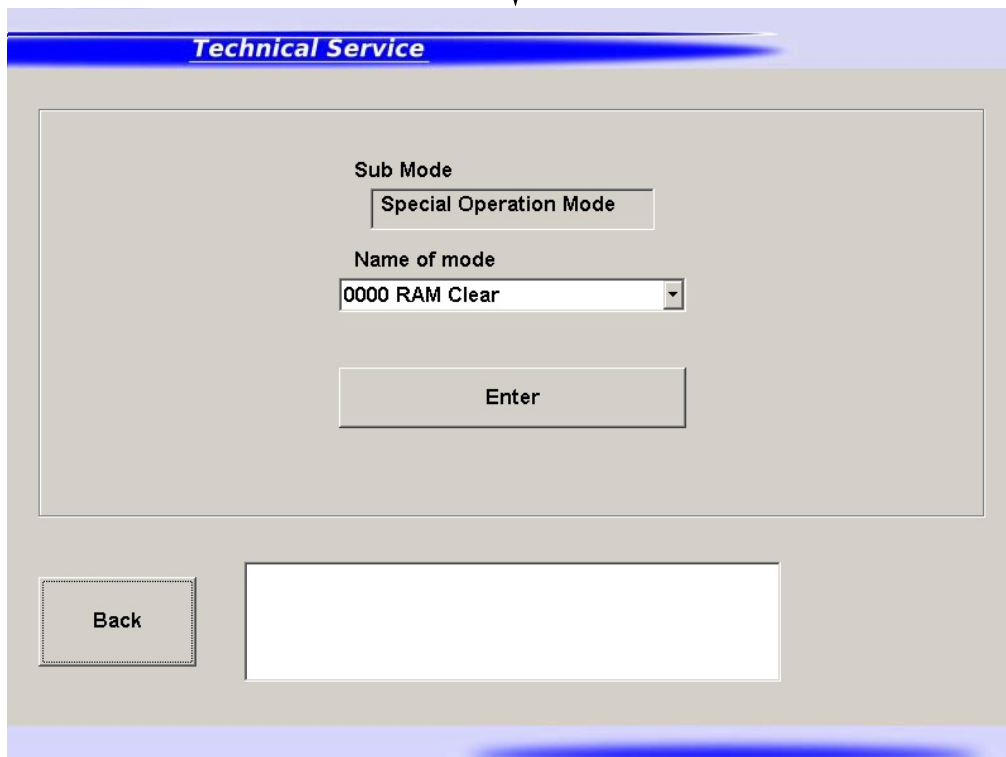 Technical Service
Sub Mode
Special Operation Mode
Name of mode
0000 RAM Clear
Enter
Back